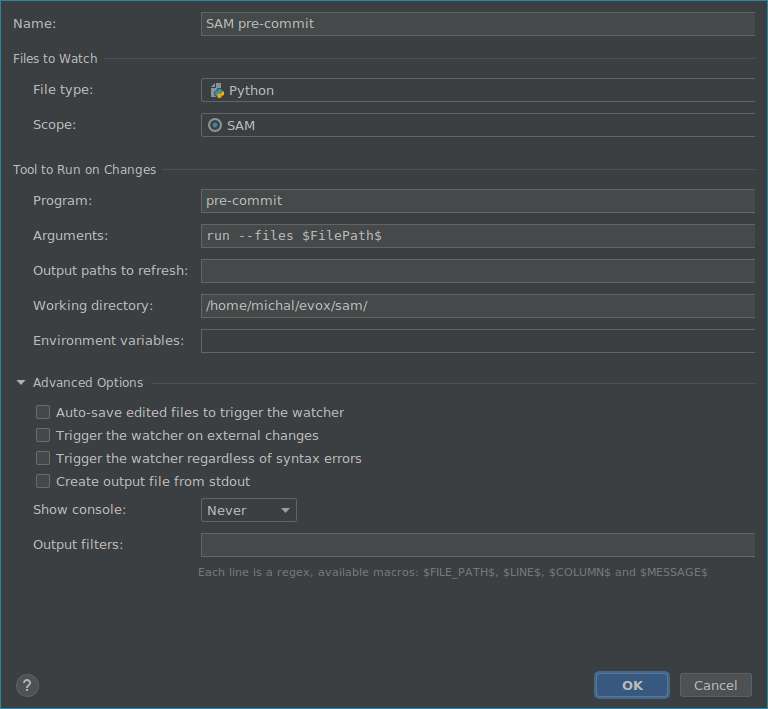 Name: SAM pre-commit
Files to Watch
File type: Python
Scope: SAM
Tool to Run on Changes
Program: pre-commit
Arguments: run --files $FilePath$
Output paths to refresh:
Working directory: /home/michal/evox/sam/
Environment variables:
Advanced Options
Auto-save edited files to trigger the watcher
Trigger the watcher on external changes
Trigger the watcher regardless of syntax errors
Create output file from stdout
Show console: Never
Output filters:
Each line is a regex, available macros: $FILE_PATH$, $LINE$, $COLUMN$ and $MESSAGE$
? OK Cancel